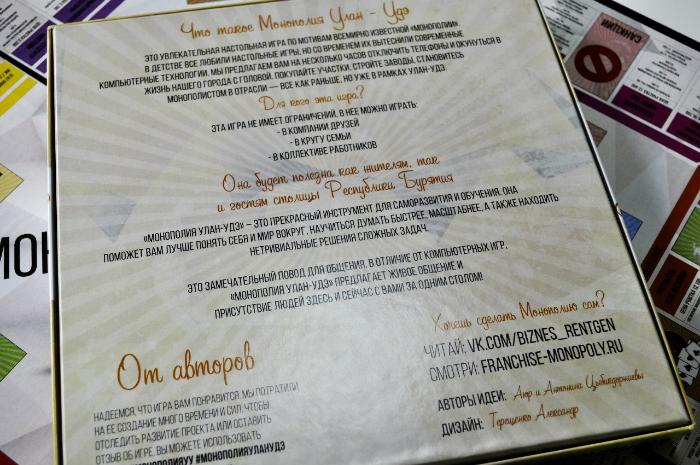 Что такое Монополия Улан - Удэ
ЭТО УВЛЕКАТЕЛЬНАЯ НАСТОЛЬНАЯ ИГРА ПО МОТИВАМ ВСЕМИРНО ИЗВЕСТНОЙ «МОНОПОЛИИ».
В ДЕТСТВЕ ВСЕ ЛЮБИЛИ НАСТОЛЬНЫЕ ИГРЫ, НО СО ВРЕМЕНЕМ ИХ ВЫТЕСНИЛИ СОВРЕМЕННЫЕ
КОМПЬЮТЕРНЫЕ ТЕХНОЛОГИИ. МЫ ПРЕДЛАГАЕМ ВАМ НА НЕСКОЛЬКО ЧАСОВ ОТКЛЮЧИТЬ ТЕЛЕФОНЫ И ОКУНУТЬСЯ В
ЖИЗНЬ НАШЕГО ГОРОДА С ГОЛОВОЙ. ПОКУПАЙТЕ УЧАСТКИ, СТРОЙТЕ ЗАВОДЫ, СТАНОВИТЕСЬ
МОНОПОЛИСТОМ В ОТРАСЛИ — ВСЕ КАК РАНЬШЕ, НО УЖЕ В РАМКАХ УЛАН-УДЭ.
Для кого эта игра?
ЭТА ИГРА НЕ ИМЕЕТ ОГРАНИЧЕНИЙ, В НЕЕ МОЖНО ИГРАТЬ:
- В КОМПАНИИ ДРУЗЕЙ
- В КРУГУ СЕМЬИ
- В КОЛЛЕКТИВЕ РАБОТНИКОВ
Она будет полезна как жителям, так
и гостям столицы Республики Бурятия
«МОНОПОЛИЯ УЛАН-УДЭ» – ЭТО ПРЕКРАСНЫЙ ИНСТРУМЕНТ ДЛЯ САМОРАЗВИТИЯ И ОБУЧЕНИЯ. ОНА
ПОМОЖЕТ ВАМ ЛУЧШЕ ПОНЯТЬ СЕБЯ И МИР ВОКРУГ, НАУЧИТЬСЯ ДУМАТЬ БЫСТРЕЕ, МАСШТАБНЕЕ, А ТАКЖЕ НАХОДИТЬ
НЕТРИВИАЛЬНЫЕ РЕШЕНИЯ СЛОЖНЫХ ЗАДАЧ.
ЭТО ЗАМЕЧАТЕЛЬНЫЙ ПОВОД ДЛЯ ОБЩЕНИЯ, В ОТЛИЧИЕ ОТ КОМПЬЮТЕРНЫХ ИГР,
«МОНОПОЛИЯ УЛАН-УДЭ» ПРЕДЛАГАЕТ ЖИВОЕ ОБЩЕНИЕ И
ПРИСУТСТВИЕ ЛЮДЕЙ ЗДЕСЬ И СЕЙЧАС С ВАМИ ЗА ОДНИМ СТОЛОМ!
От авторов
НАДЕЕМСЯ, ЧТО ИГРА ВАМ ПОНРАВИТСЯ. МЫ ПОТРАТИЛИ
НА ЕЕ СОЗДАНИЕ МНОГО ВРЕМЕНИ И СИЛ. ЧТОБЫ
ОТСЛЕДИТЬ РАЗВИТИЕ ПРОЕКТА ИЛИ ОСТАВИТЬ
ОТЗЫВ ОБ ИГРЕ, ВЫ МОЖЕТЕ ИСПОЛЬЗОВАТЬ
#МОНОПОЛИЯУЛАНУДЭ
Хочешь сделать Монополию сам?
ЧИТАЙ: VK.COM/BIZNES_RENTGEN
СМОТРИ: FRANCHISE-MONOPOLY.RU
АВТОРЫ ИДЕИ: Аюр и Антонина Цыбикдоржиевы
ДИЗАЙН: Терещенко Александр
САНКЦИИ